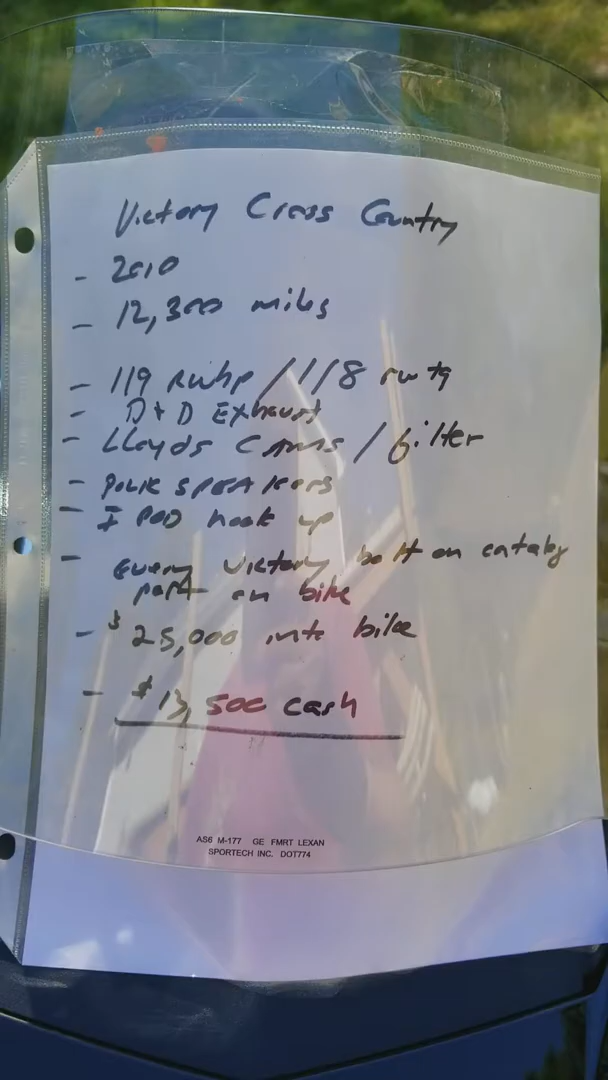 Victory Cross Country
- 2010
- 12,300 miles
- 119 rwhp / 118 rwtq
- D+D Exhaust
- LLoyds Cams / filter
- POLK SPEAKers
- I POD hook up
- Every Victory bolt on catalog
part on bike
- $25,000 into bike
- $13,500 cash
AS6 M-177 GE FMRT LEXAN
SPORTECH INC. DOT774